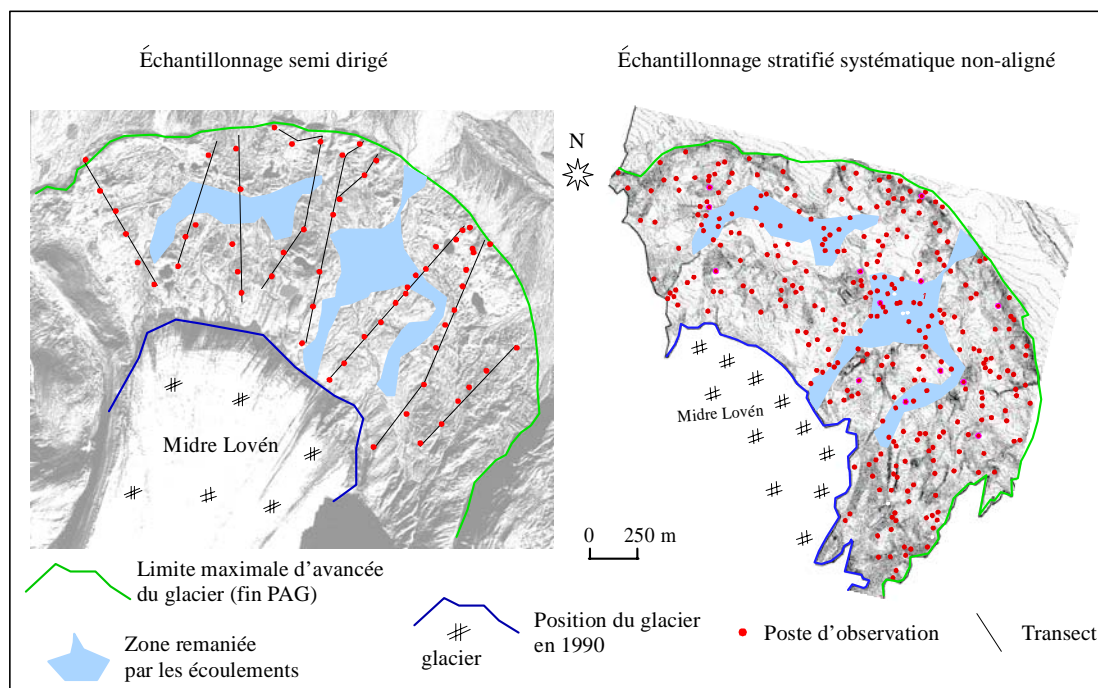 Échantillonnage semi dirigé
Échantillonnage stratifié systématique non-aligné
N
Midre Lovén
Midre Lovén
0 250 m
Limite maximale d’avancée
du glacier (fin PAG)
Zone remaniée
par les écoulements
glacier
Position du glacier
en 1990
Poste d’observation
Transect